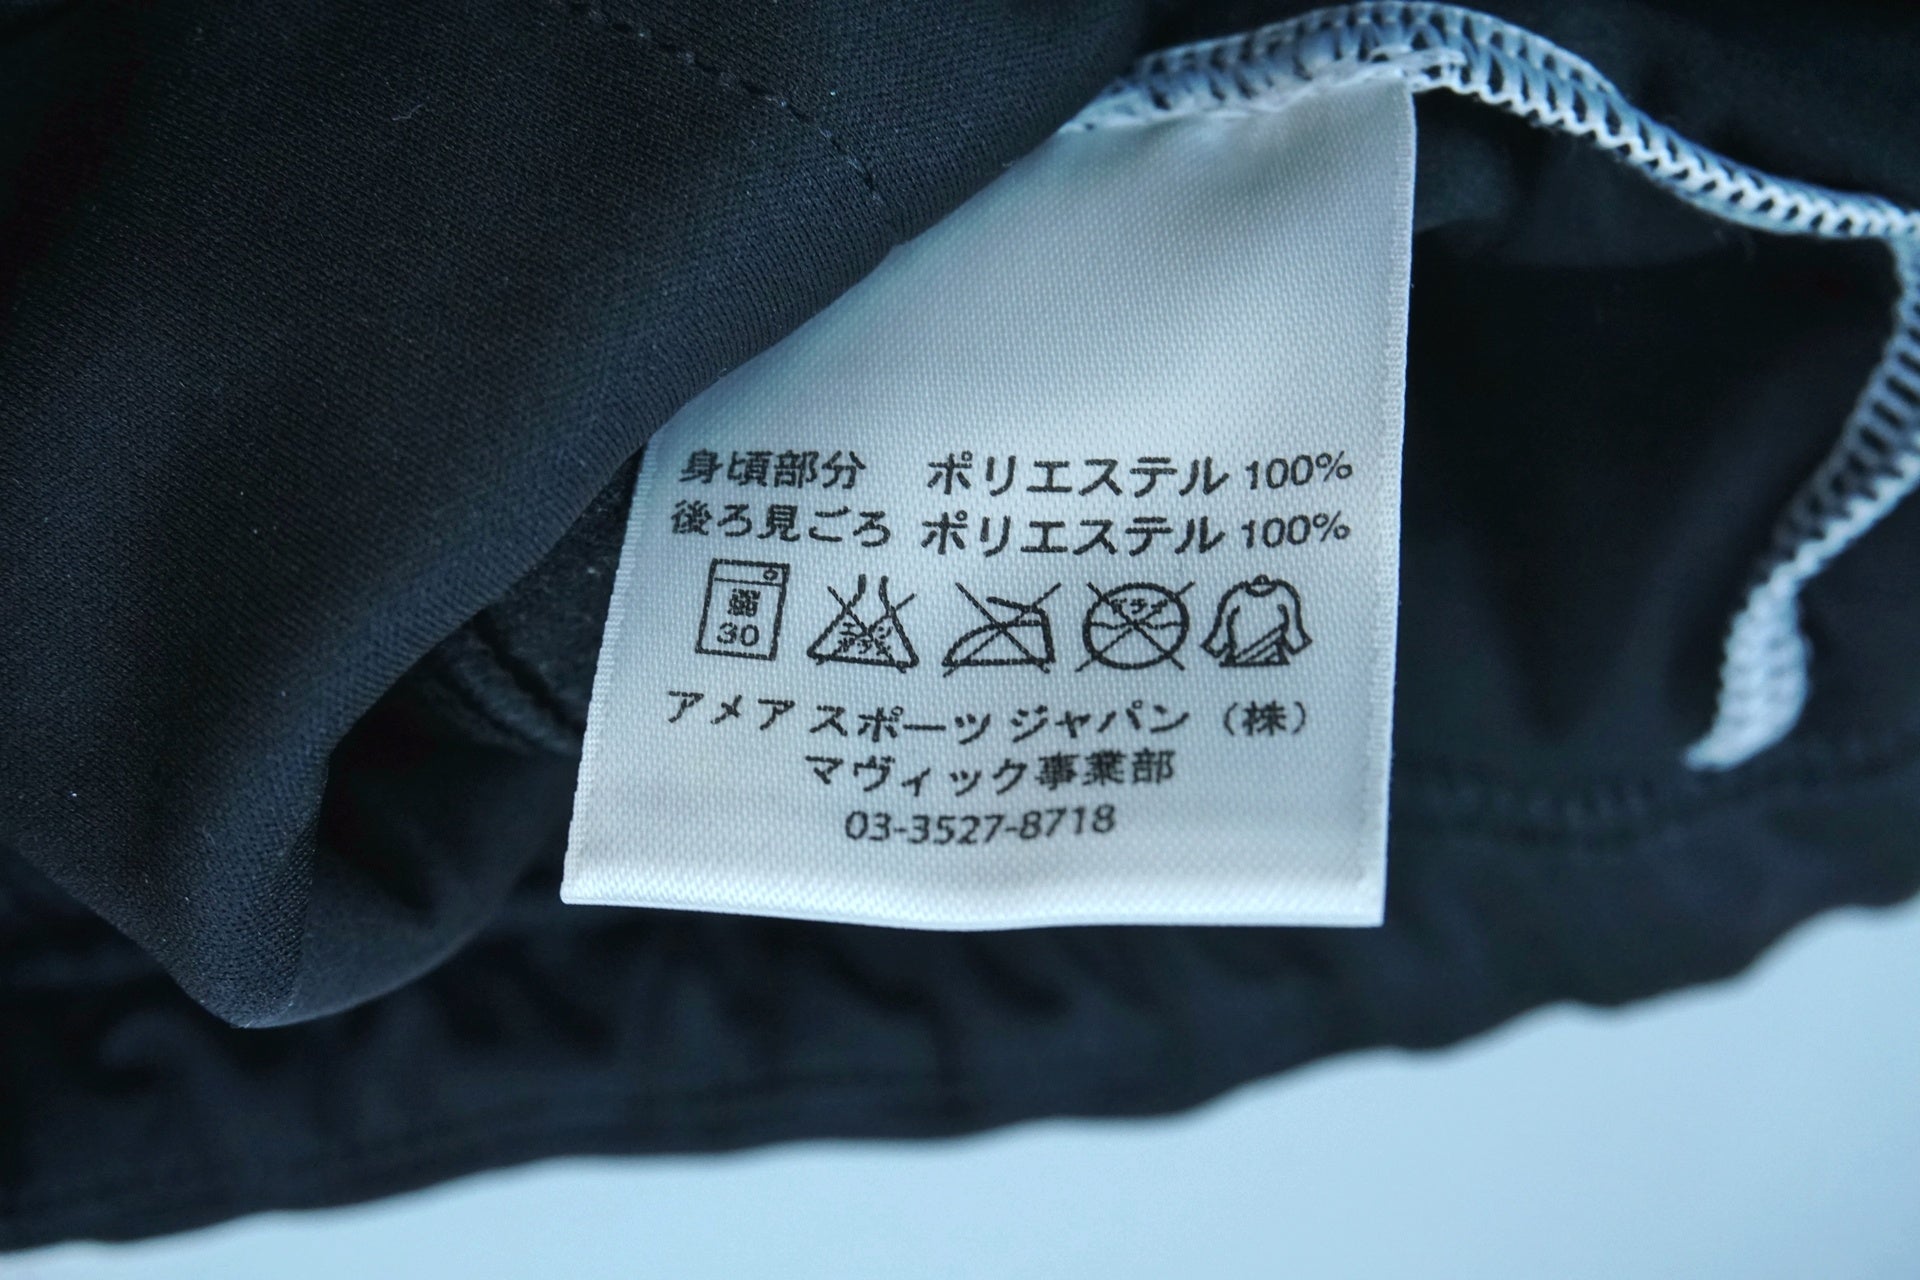 身頃部分 ポリエステル 100%
後ろ見ごろ ポリエステル 100%
30
アメア スポーツ ジャパン (株)
マヴィック事業部
03-3527-8718